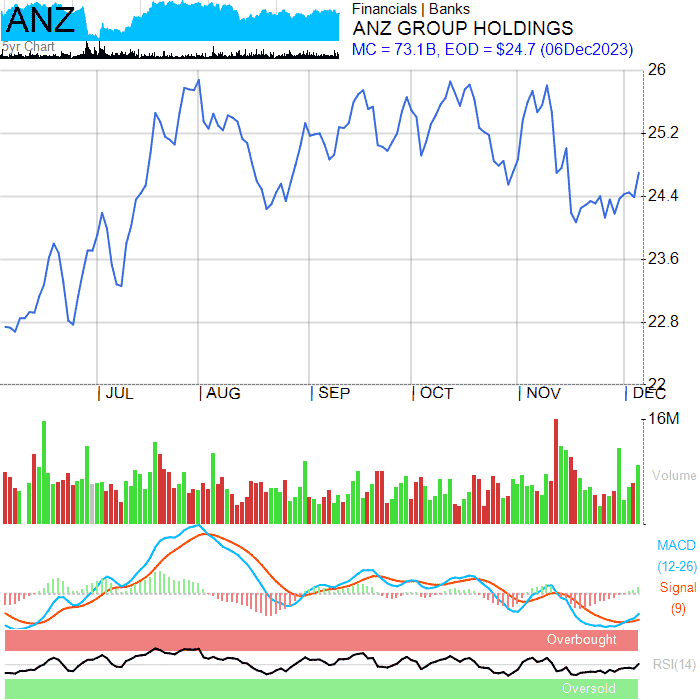 ANZ
5yr Chart
Financials | Banks
ANZ GROUP HOLDINGS
MC = 73.1B, EOD = $24.7 (06Dec2023)
26
25.2
24.4
23.6
22.8
22
JUL AUG SEP OCT NOV DEC
16M
Volume
MACD
(12-26)
Signal
(9)
Overbought
RSI(14)
Oversold